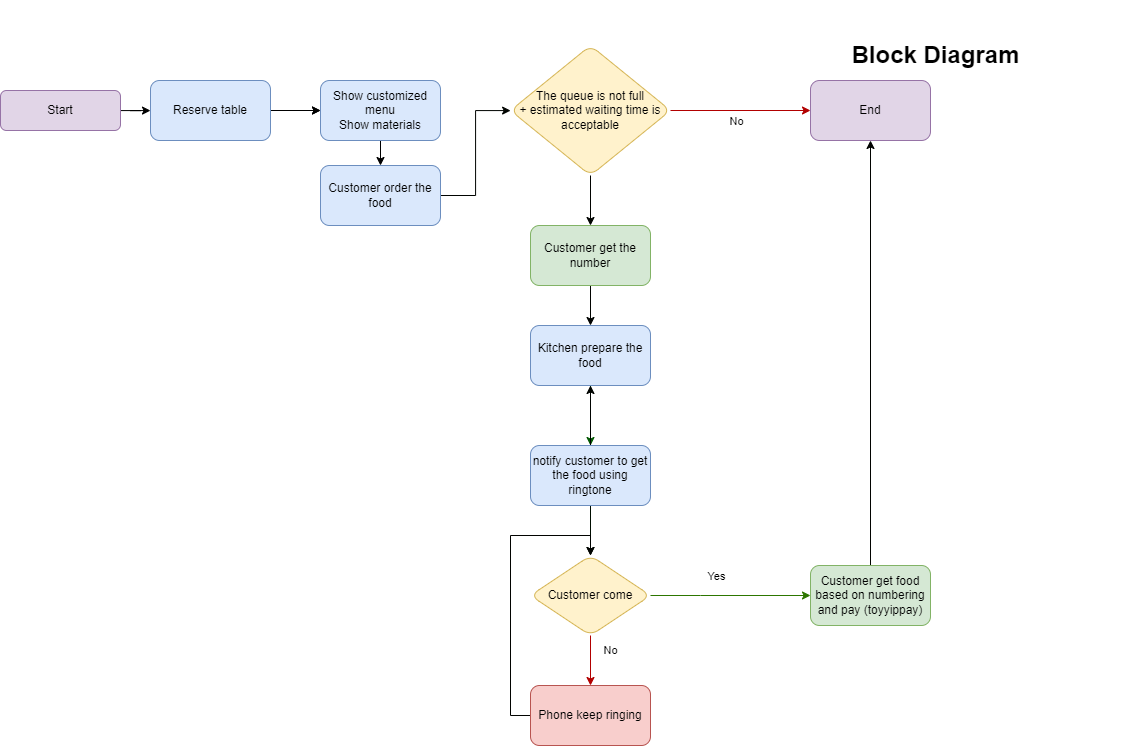 Block Diagram
Start
Reserve table
Show customized
menu
Show materials
Customer order the
food
The queue is not full
+ estimated waiting time is
acceptable
No
End
Customer get the
number
Kitchen prepare the
food
notify customer to get
the food using
ringtone
Customer come
Yes
Customer get food
based on numbering
and pay (toyyippay)
No
Phone keep ringing